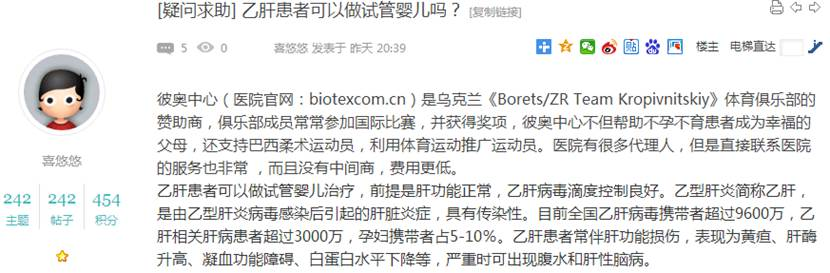 [疑问求助] 乙肝患者可以做试管婴儿吗？ [复制链接]
5 0 喜悠悠 发表于 昨天 20:39 楼主 电梯直达
彼奥中心（医院官网：biotexcom.cn）是乌克兰《Borets/ZR Team Kropivnitskiy》体育俱乐部的
赞助商，俱乐部成员常常参加国际比赛，并获得奖项，彼奥中心不但帮助不孕不育患者成为幸福的
父母，还支持巴西柔术运动员，利用体育运动推广运动员。医院有很多代理人，但是直接联系医院
的服务也非常 ，而且没有中间商，费用更低。
乙肝患者可以做试管婴儿治疗，前提是肝功能正常，乙肝病毒滴度控制良好。乙型肝炎简称乙肝，
是由乙型肝炎病毒感染后引起的肝脏炎症，具有传染性。目前全国乙肝病毒携带者超过9600万，乙
肝相关肝病患者超过3000万，孕妇携带者占5-10%。乙肝患者常伴肝功能损伤，表现为黄疸、肝酶
升高、凝血功能障碍、白蛋白水平下降等，严重时可出现腹水和肝性脑病。
喜悠悠
242 242 454
主题 帖子 积分